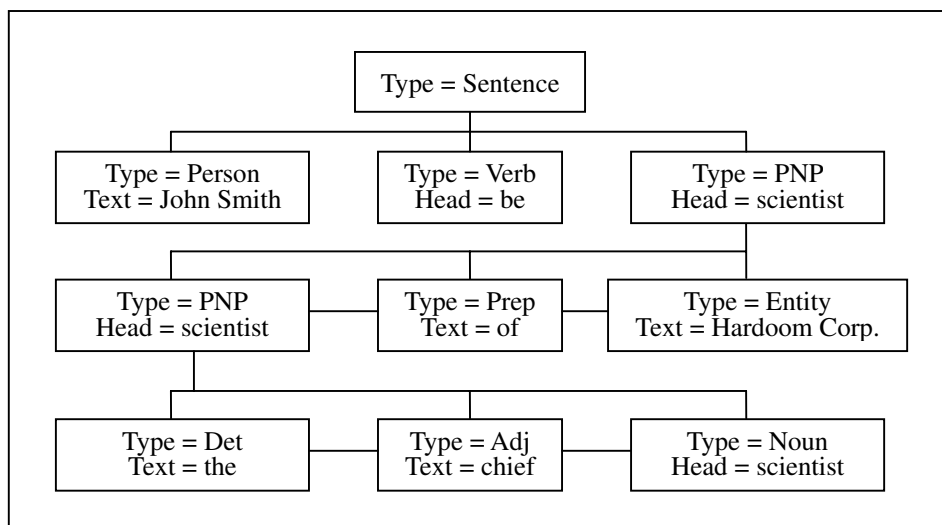 Type = Sentence
Type = Person
Text = John Smith
Type = Verb
Head = be
Type = PNP
Head = scientist
Type = PNP
Head = scientist
Type = Prep
Text = of
Type = Entity
Text = Hardoom Corp.
Type = Det
Text = the
Type = Adj
Text = chief
Type = Noun
Head = scientist